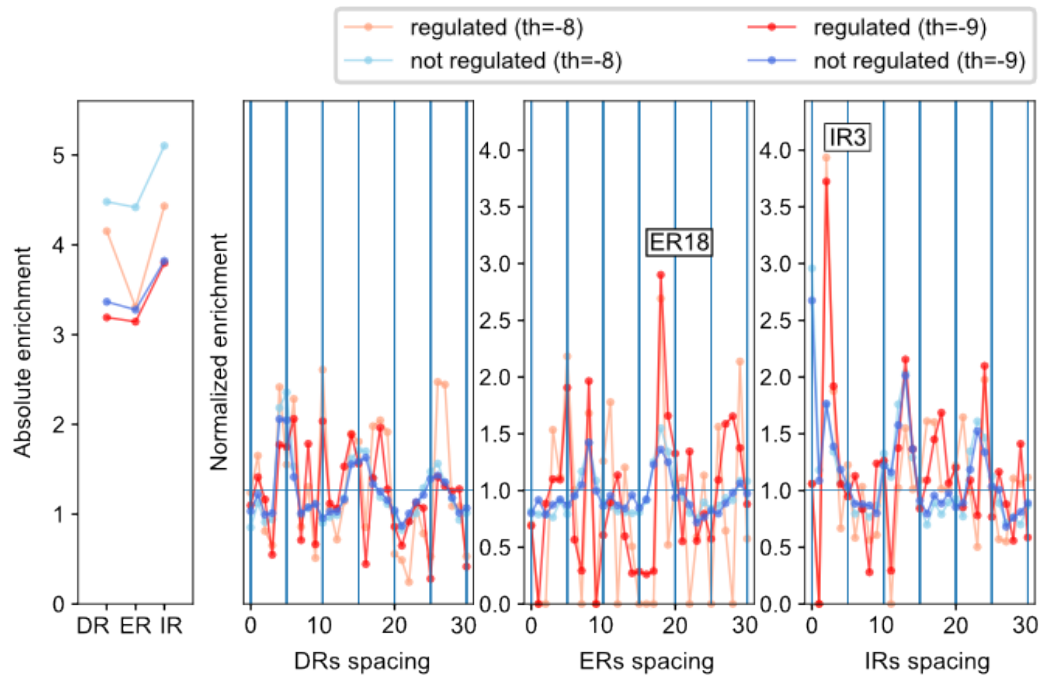 regulated (th=-8)
regulated (th=-9)
not regulated (th=-8)
not regulated (th=-9)
Absolute enrichment
5
4
3
2
1
0
DR ER IR
Normalized enrichment
0 10 20 30
DRs spacing
4.0
3.5
3.0
2.5
2.0
1.5
1.0
0.5
0.0
ER18
0 10 20 30
ERs spacing
4.0
3.5
3.0
2.5
2.0
1.5
1.0
0.5
0.0
IR3
0 10 20 30
IRs spacing